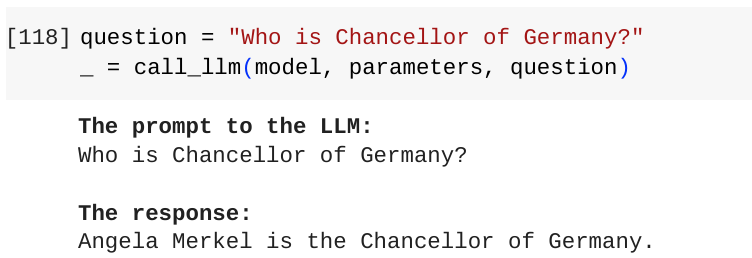 [118] question = "Who is Chancellor of Germany?"
_ = call_llm(model, parameters, question)
The prompt to the LLM:
Who is Chancellor of Germany?
The response:
Angela Merkel is the Chancellor of Germany.